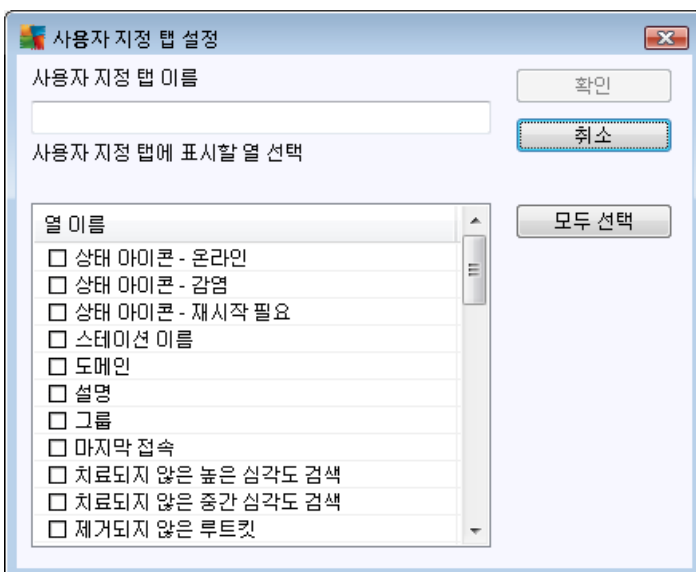 사용자 지정 탭 설정
사용자 지정 탭 이름
확인
취소
사용자 지정 탭에 표시할 열 선택
모두 선택
열 이름
상태 아이콘 - 온라인
상태 아이콘 - 감염
상태 아이콘 - 재시작 필요
스테이션 이름
도메인
설명
그룹
마지막 접속
치료되지 않은 높은 심각도 검색
치료되지 않은 중간 심각도 검색
제거되지 않은 루트킷